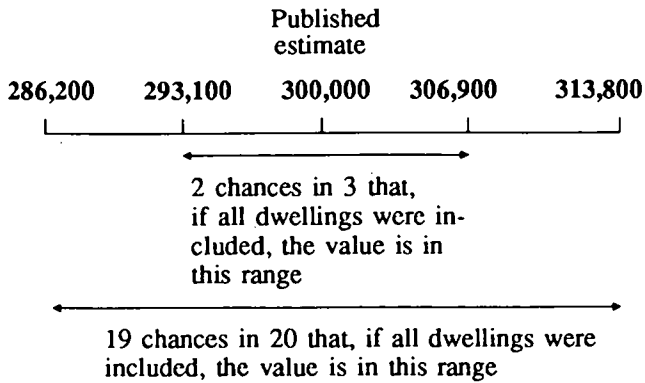 Published
estimate
286,200 293,100 300,000 306,900 313,800
2 chances in 3 that,
if all dwellings were in-
cluded, the value is in
this range
19 chances in 20 that, if all dwellings were
included, the value is in this range